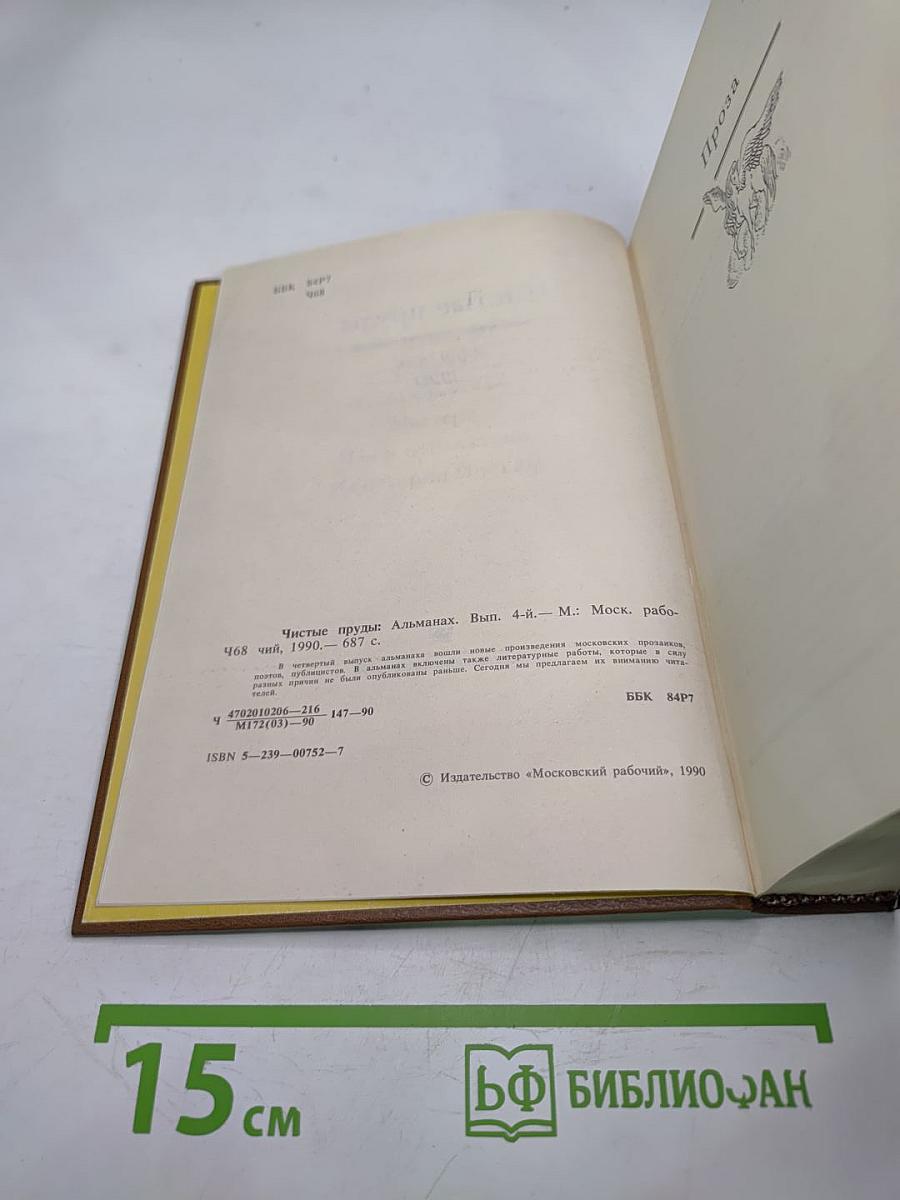 ББК 84Р7
Ч68
Чистые пруды: Альманах. Вып. 4-й.— М.: Моск. рабо-
Ч68 чий, 1990.— 687 с.
В четвертый выпуск альманаха вошли новые произведения московских прозаиков,
поэтов, публицистов. В альманах включены также литературные работы, которые в силу
разных причин не были опубликованы раньше. Сегодня мы предлагаем их вниманию чита-
телей.
Ч 4702010206—216
М172(03)—90
147—90
ББК 84Р7
ISBN 5—239—00752—7
© Издательство «Московский рабочий», 1990
Проза
15 см
БФ БИБЛИОФАН